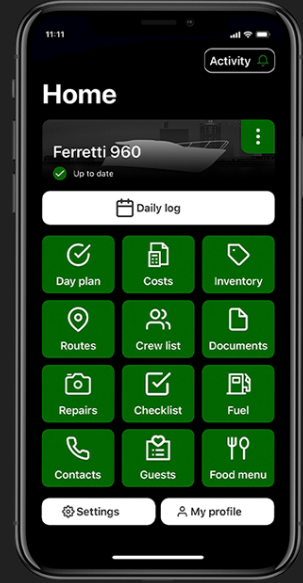 11:11
Activity
Home
Ferretti 960
Up to date
Daily log
Day plan Costs Inventory
Routes Crew list Documents
Repairs Checklist Fuel
Contacts Guests Food menu
Settings My profile